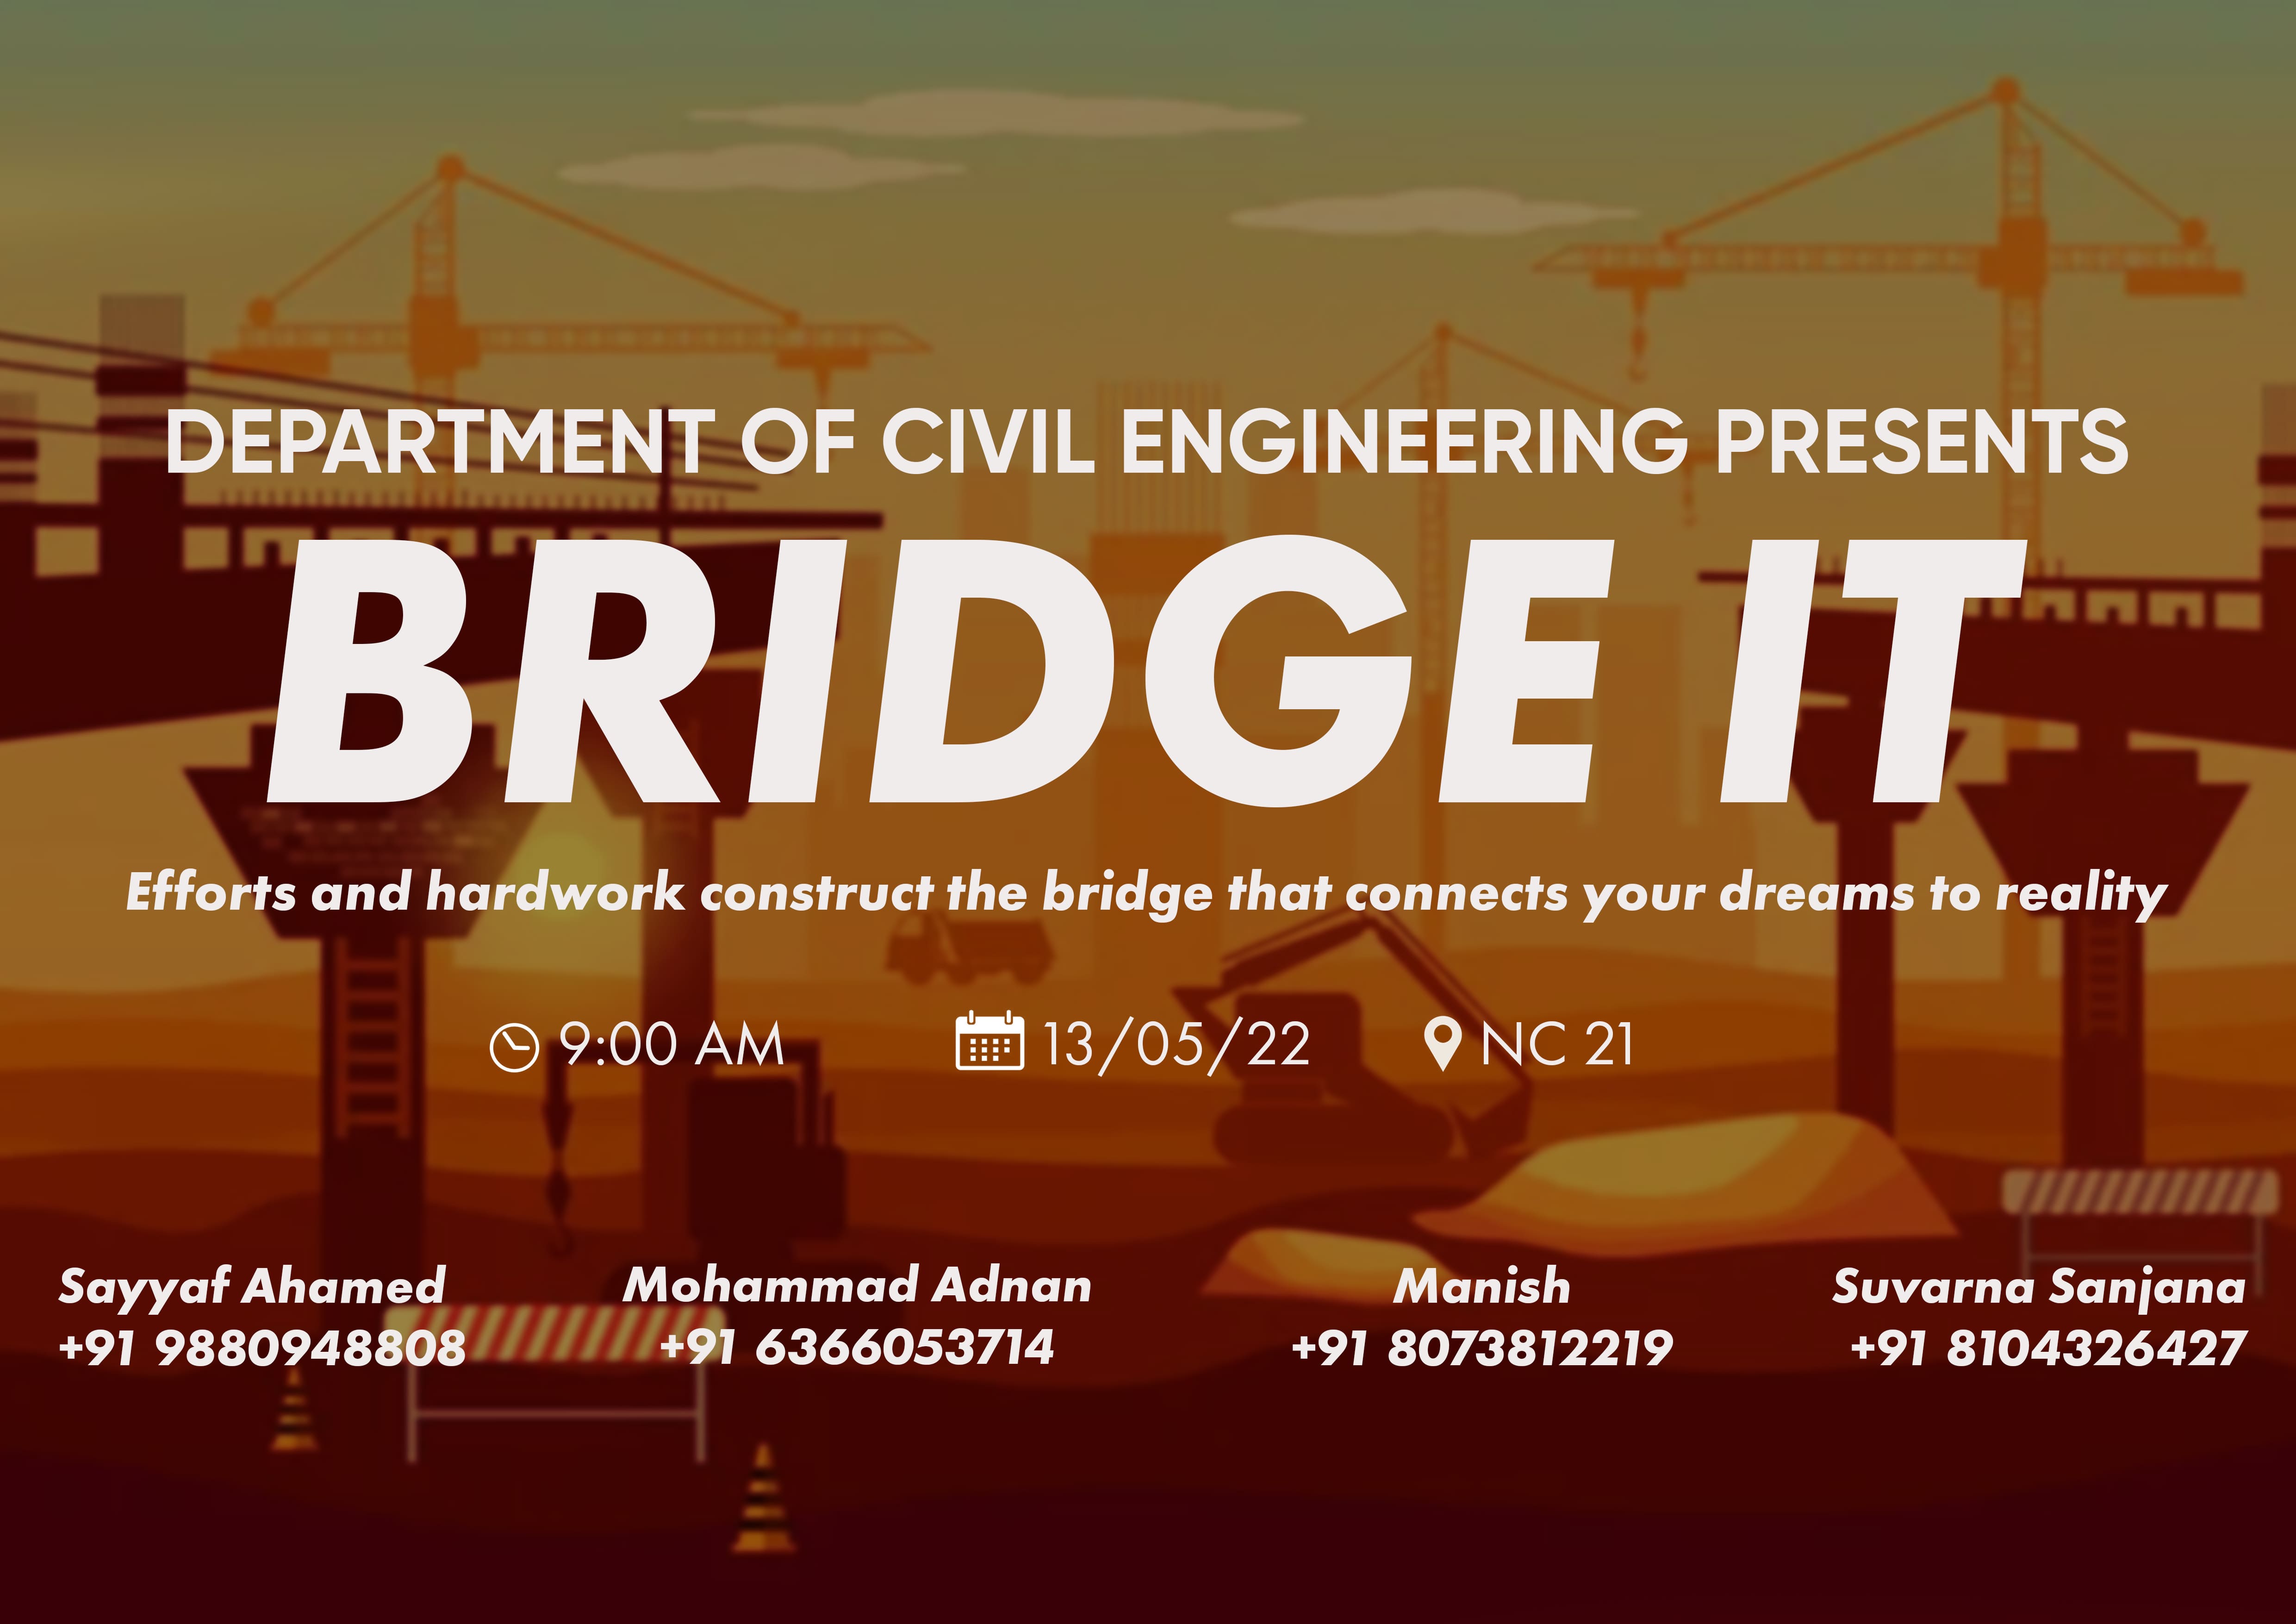 DEPARTMENT OF CIVIL ENGINEERING PRESENTS
BRIDGE IT
Efforts and hardwork construct the bridge that connects your dreams to reality
9:00 AM 13/05/22 NC 21
Sayyaf Ahamed Mohammad Adnan Manish Suvarna Sanjana
+91 9880948808 +91 6366053714 +91 8073812219 +91 8104326427